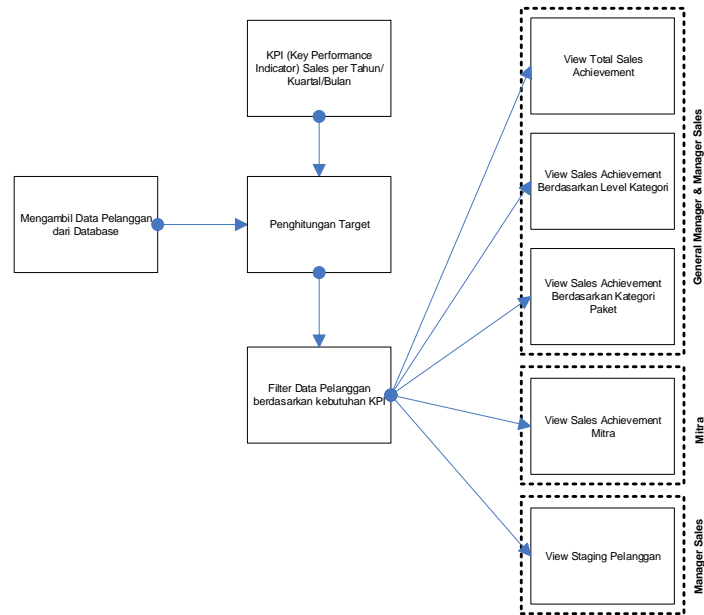 KPI (Key Performance
Indicator) Sales per Tahun/
Kuartal/Bulan
View Total Sales
Achievement
View Sales Achievement
Berdasarkan Level Kategori
View Sales Achievement
Berdasarkan Kategori
Paket
General Manager & Manager Sales
Mengambil Data Pelanggan
dari Database
Penghitungan Target
Filter Data Pelanggan
berdasarkan kebutuhan KPI
View Sales Achievement
Mitra
Mitra
View Staging Pelanggan
Manager Sales